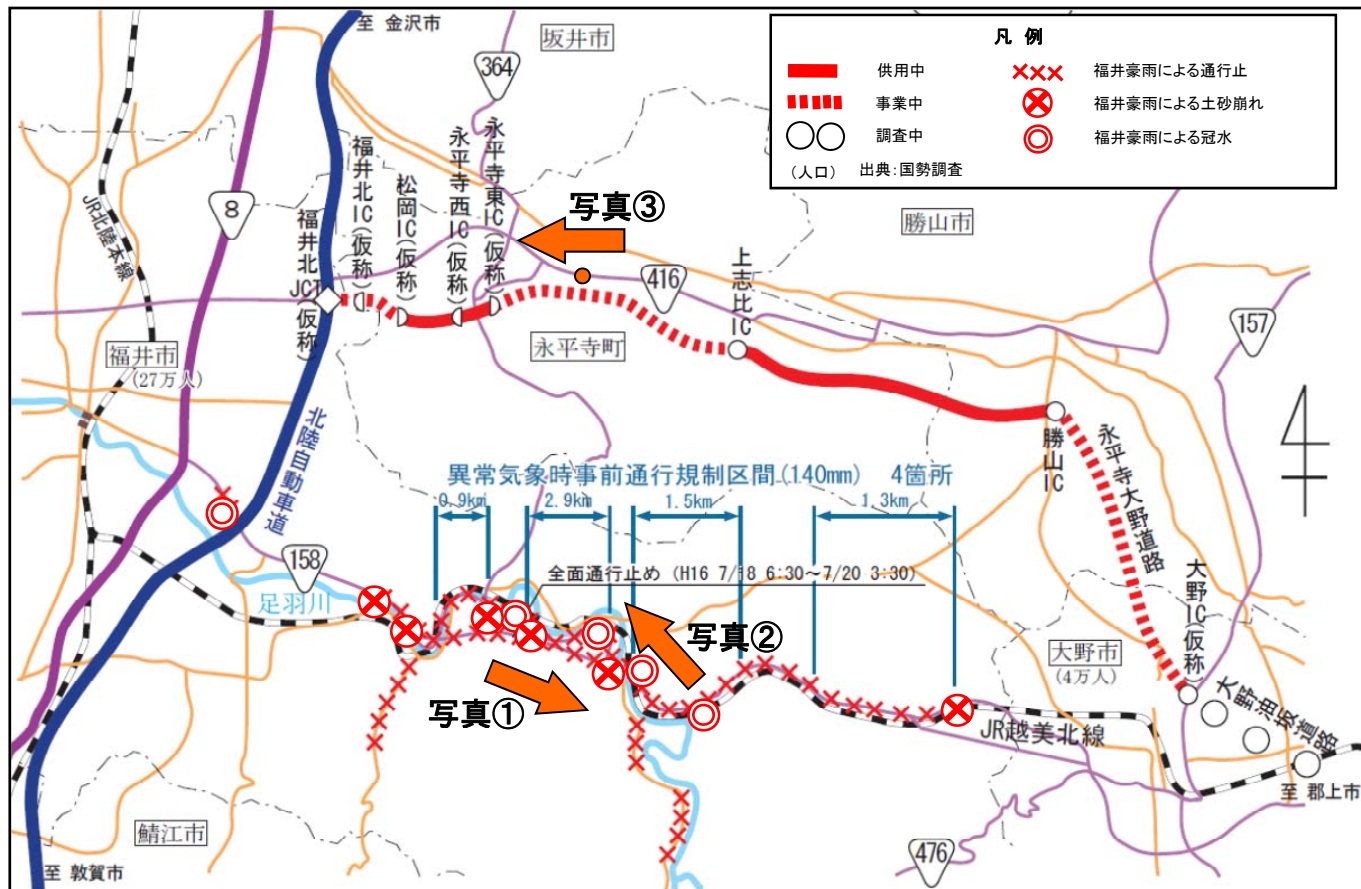 至 金沢市
坂井市
凡 例
供用中
福井豪雨による通行止
事業中
福井豪雨による土砂崩れ
調査中
福井豪雨による冠水
(人口) 出典:国勢調査
364
8
JR北陸本線
福井北JCT(仮称)
福井北IC(仮称)
松岡IC(仮称)
永平寺西IC(仮称)
永平寺東IC(仮称)
写真③
勝山市
416
上志比IC
157
永平寺町
福井市
(27万人)
北陸自動車道
勝山IC
永平寺大野道路
異常気象時事前通行規制区間(140mm) 4箇所
0.9km
2.9km
1.5km
1.3km
158
全面通行止め (H16 7/18 6:30~7/20 3:30)
足羽川
大野IC(仮称)
写真②
大野市
(4万人)
写真①
大野油坂道路
JR越美北線
至 郡上市
鯖江市
476
至 敦賀市